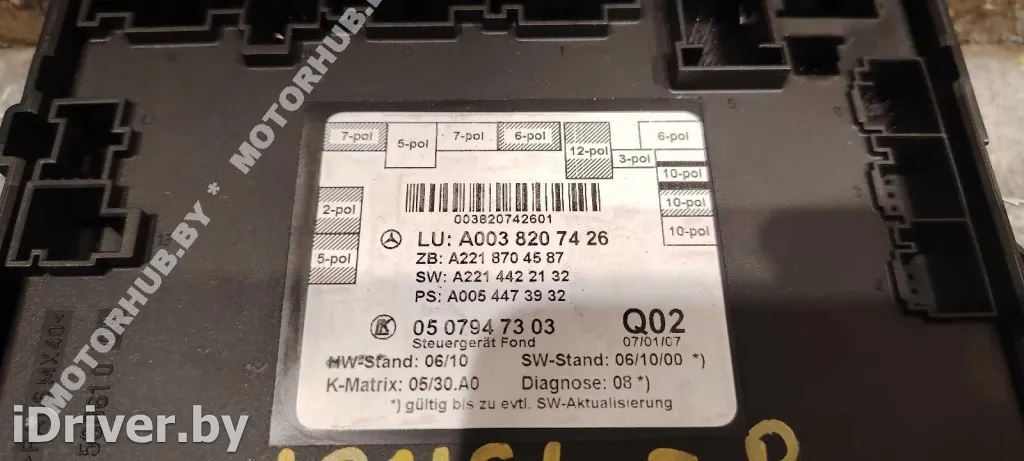 7-pol
5-pol
7-pol
6-pol
12-pol
3-pol
6-pol
10-pol
10-pol
10-pol
2-pol
5-pol
003820742601
LU: A003 820 74 26
ZB: A221 870 45 87
SW: A221 442 21 32
PS: A005 447 39 32
05 0794 73 03
Steuergerät Fond
Q02
07/01/07
HW-Stand: 06/10
SW-Stand: 06/10/00 *)
K-Matrix: 05/30.A0
Diagnose: 08 *)
*) gültig bis zu evtl. SW-Aktualisierung
MOTORHUB.BY * MOTORHUB.BY
iDriver.by